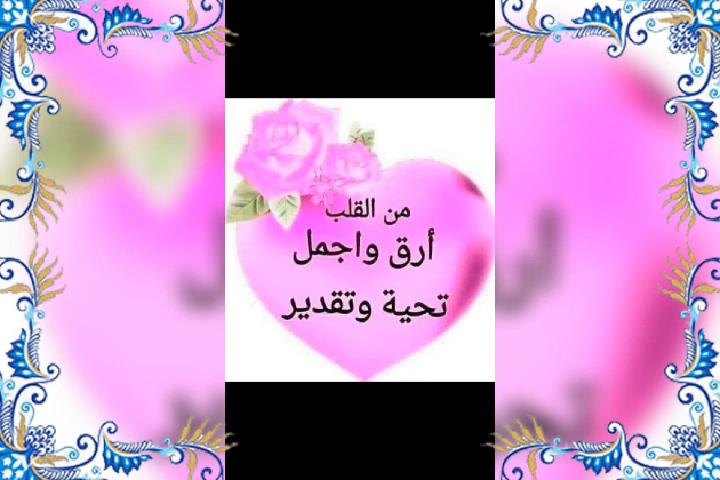 من القلب
أرق واجمل
تحية وتقدير